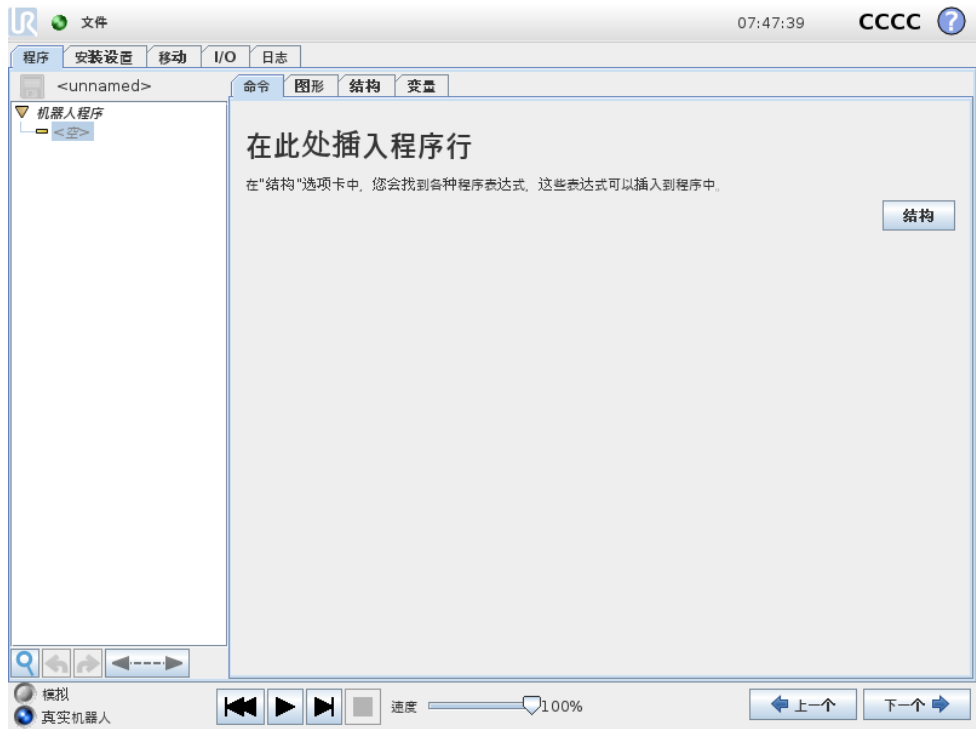 UR 文件 07:47:39 CCCC ?
程序 安装设置 移动 I/O 日志
<unnamed> 命令 图形 结构 变量
机器人程序
<空>
在此处插入程序行
在"结构"选项卡中，您会找到各种程序表达式，这些表达式可以插入到程序中。
结构
模拟
真实机器人
速度 100% 上一个 下一个